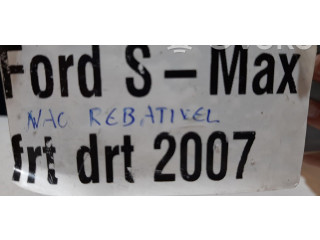 Ford S-Max
NAO REBATIVEL
frt drt 2007